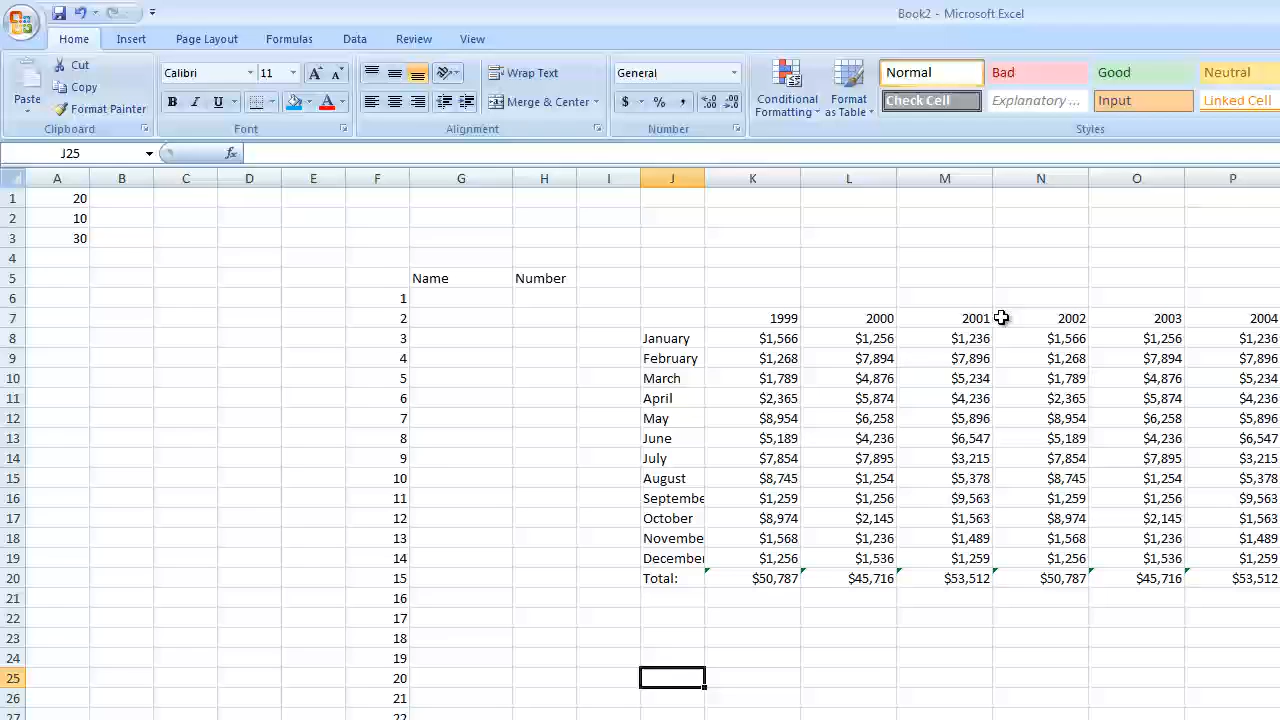 Book2 - Microsoft Excel
Home Insert Page Layout Formulas Data Review View
Paste Cut Calibri 11 A A Wrap Text General Conditional Formatting Format as Table Normal Bad Good Neutral
Copy
Format Painter B I U A Merge & Center $ % , Check Cell Explanatory ... Input Linked Cell
Clipboard Font Alignment Number Styles
J25 fx
A B C D E F G H I J K L M N O P
1 20
2 10
3 30
4
5 Name Number
6 1
7 2 1999 2000 2001 2002 2003 2004
8 3 January $1,566 $1,256 $1,236 $1,566 $1,256 $1,236
9 4 February $1,268 $7,894 $7,896 $1,268 $7,894 $7,896
10 5 March $1,789 $4,876 $5,234 $1,789 $4,876 $5,234
11 6 April $2,365 $5,874 $4,236 $2,365 $5,874 $4,236
12 7 May $8,954 $6,258 $5,896 $8,954 $6,258 $5,896
13 8 June $5,189 $4,236 $6,547 $5,189 $4,236 $6,547
14 9 July $7,854 $7,895 $3,215 $7,854 $7,895 $3,215
15 10 August $8,745 $1,254 $5,378 $8,745 $1,254 $5,378
16 11 Septembe $1,259 $1,256 $9,563 $1,259 $1,256 $9,563
17 12 October $8,974 $2,145 $1,563 $8,974 $2,145 $1,563
18 13 Novembe $1,568 $1,236 $1,489 $1,568 $1,236 $1,489
19 14 December $1,256 $1,536 $1,259 $1,256 $1,536 $1,259
20 15 Total: $50,787 $45,716 $53,512 $50,787 $45,716 $53,512
21 16
22 17
23 18
24 19
25 20
26 21
27 22